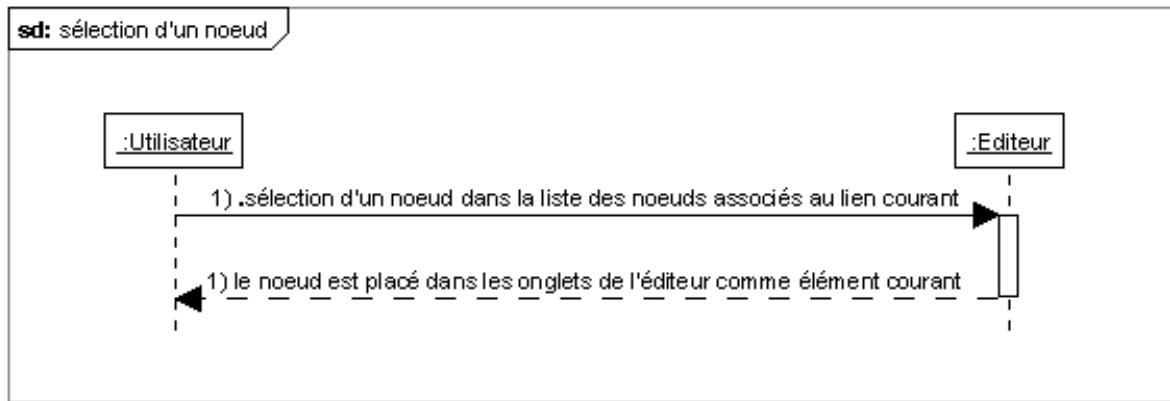 sd: sélection d'un noeud
:Utilisateur
:Editeur
1) .sélection d'un noeud dans la liste des noeuds associés au lien courant
1) le noeud est placé dans les onglets de l'éditeur comme élément courant